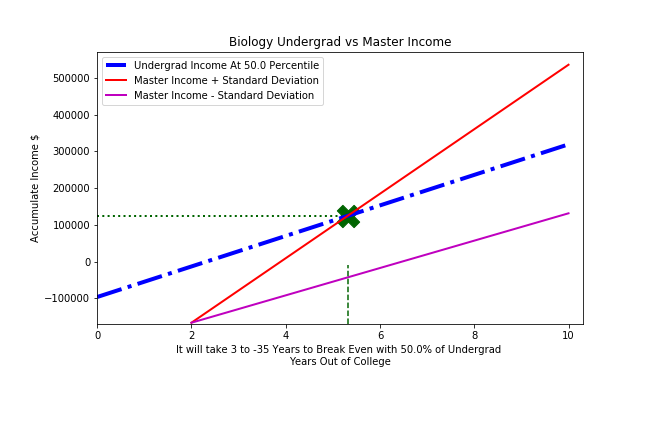 Biology Undergrad vs Master Income
Undergrad Income At 50.0 Percentile
Master Income + Standard Deviation
Master Income - Standard Deviation
500000
400000
300000
200000
100000
0
−100000
Accumulate Income $
0 2 4 6 8 10
It will take 3 to -35 Years to Break Even with 50.0% of Undergrad
Years Out of College